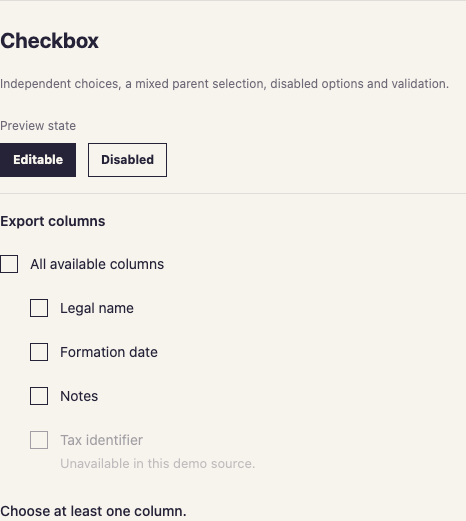 Checkbox
Independent choices, a mixed parent selection, disabled options and validation.
Preview state
Editable Disabled
Export columns
All available columns
Legal name
Formation date
Notes
Tax identifier
Unavailable in this demo source.
Choose at least one column.